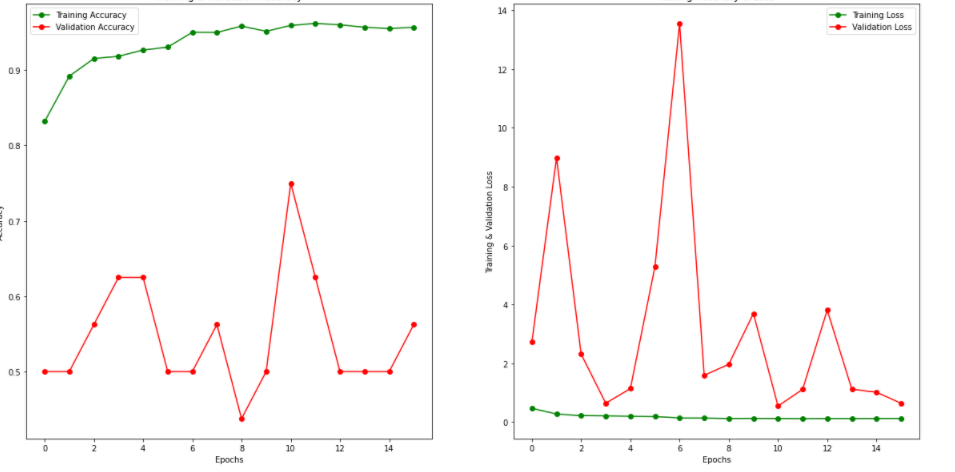 Training Accuracy
Validation Accuracy
0.9
0.8
0.7
0.6
0.5
0 2 4 6 8 10 12 14
Epochs
Training Loss
Validation Loss
14
12
10
8
6
4
2
0
Training & Validation Loss
0 2 4 6 8 10 12 14
Epochs